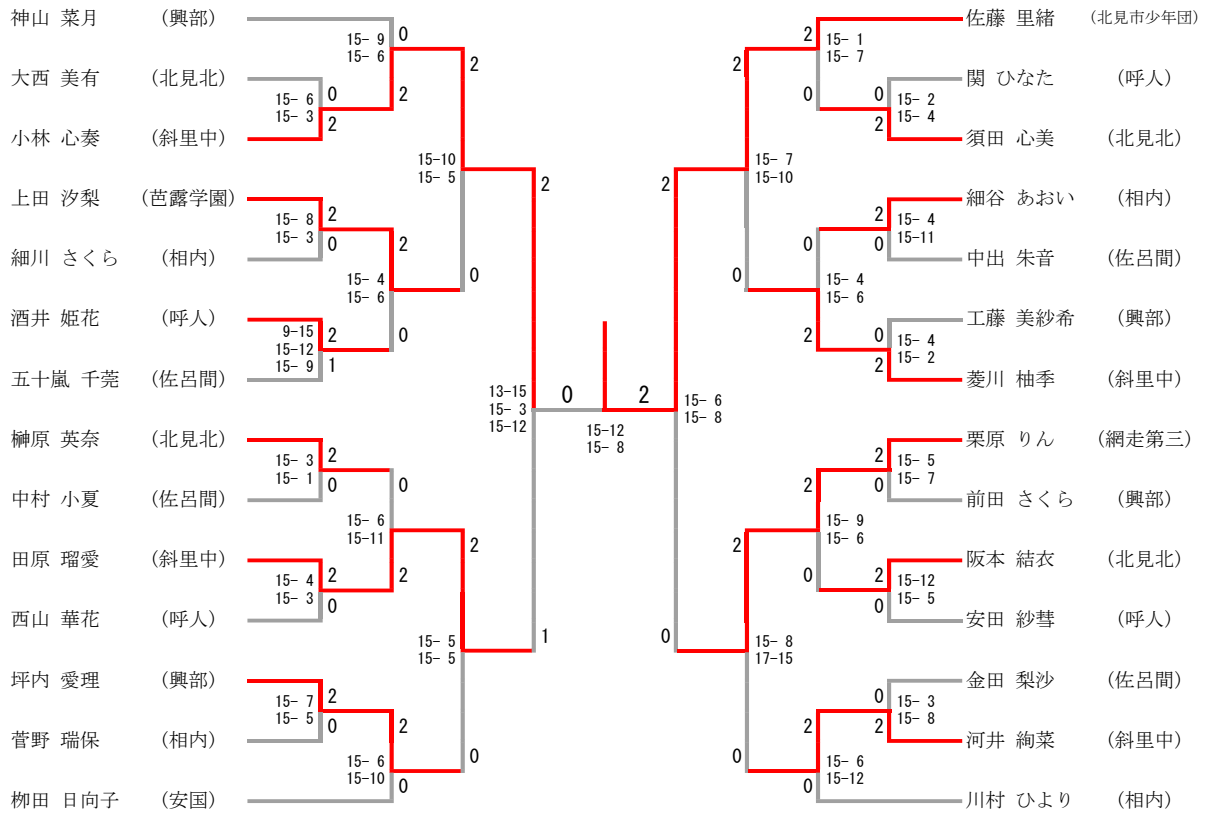 神山 菜月 (興部)
15- 9 0
15- 6
2
大西 美有 (北見北)
15- 6 0
15- 3 2
2
小林 心奏 (斜里中)
15-10
15- 5
2
上田 汐梨 (芭露学園)
15- 8 2
15- 3 0
2
細川 さくら (相内)
15- 4
15- 6
0
酒井 姫花 (呼人)
9-15 2
15-12
15- 9 1
0
五十嵐 千莞 (佐呂間)
13-15
15- 3
15-12
0
榊原 英奈 (北見北)
15- 3 2
15- 1 0
0
中村 小夏 (佐呂間)
15- 6
15-11
2
田原 瑠愛 (斜里中)
15- 4 2
15- 3 0
2
西山 華花 (呼人)
15- 5
15- 5
1
坪内 愛理 (興部)
15- 7 2
15- 5 0
2
菅野 瑞保 (相内)
15- 6
15-10
0
0
栁田 日向子 (安国)
15-12
15- 8
2
佐藤 里緒 (北見市少年団)
2 15- 1
15- 7
2
0
関 ひなた (呼人)
0 15- 2
2 15- 4
須田 心美 (北見北)
15- 7
15-10
2
細谷 あおい (相内)
2 15- 4
0 15-11
0
中出 朱音 (佐呂間)
15- 4
15- 6
0
工藤 美紗希 (興部)
0 15- 4
2 15- 2
2
菱川 柚季 (斜里中)
15- 6
15- 8
栗原 りん (網走第三)
2 15- 5
0 15- 7
2
前田 さくら (興部)
15- 9
15- 6
2
阪本 結衣 (北見北)
2 15-12
0 15- 5
0
安田 紗彗 (呼人)
15- 8
17-15
0
金田 梨沙 (佐呂間)
0 15- 3
2 15- 8
2
河井 絢菜 (斜里中)
15- 6
15-12
0
0
川村 ひより (相内)